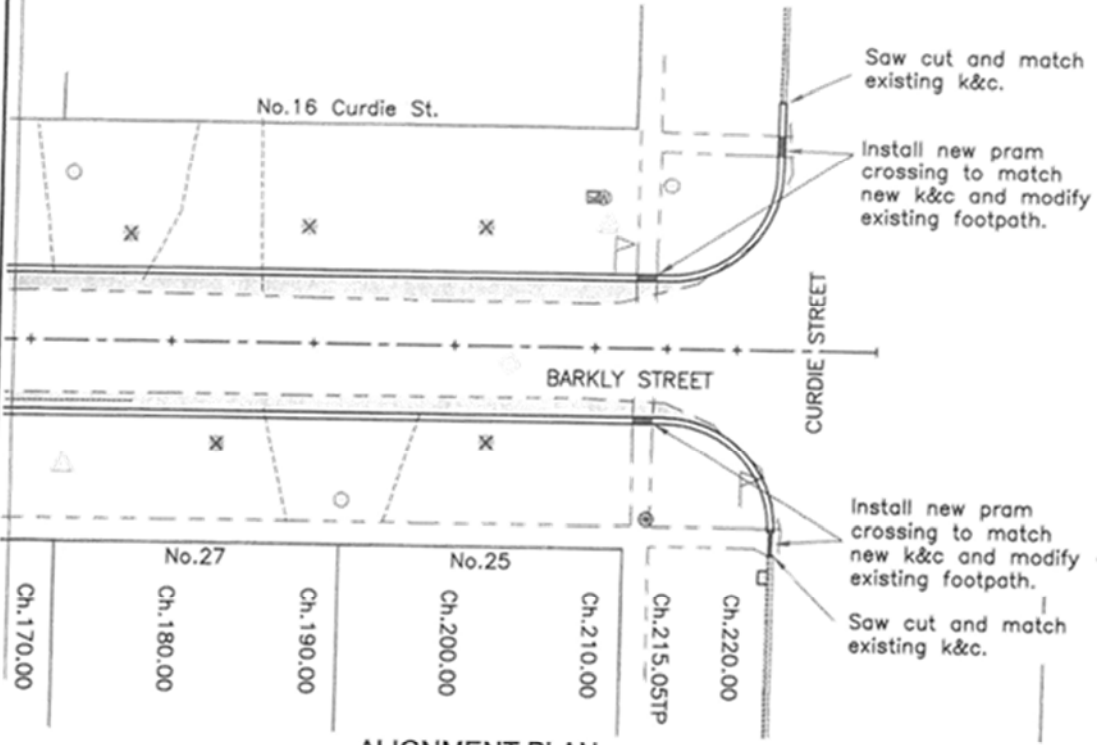 Saw cut and match
existing k&c.
No.16 Curdie St.
Install new pram
crossing to match
new k&c and modify
existing footpath.
CURDIE STREET
BARKLY STREET
Install new pram
crossing to match
new k&c and modify
existing footpath.
Saw cut and match
existing k&c.
No.27
No.25
Ch.170.00
Ch.180.00
Ch.190.00
Ch.200.00
Ch.210.00
Ch.215.05TP
Ch.220.00
ALIGNMENT PLAN